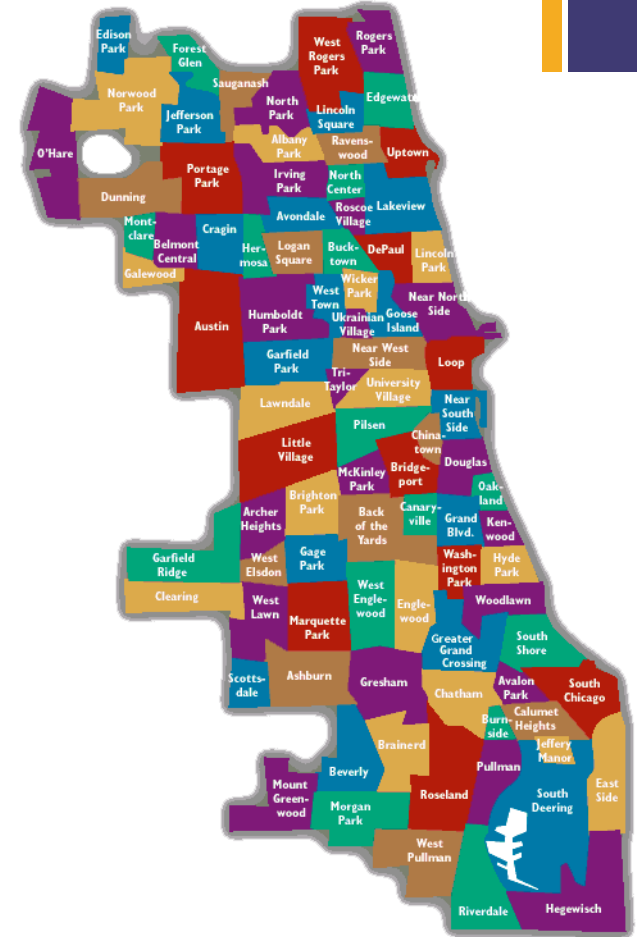 Edison
Park
Forest
Glen
West
Rogers
Park
Rogers
Park
Sauganash
Norwood
Park
North
Park
Edgewater
Jefferson
Park
Lincoln
Square
O'Hare
Albany
Park
Ravens-
wood
Uptown
Portage
Park
Irving
Park
North
Center
Dunning
Roscoe
Village
Lakeview
Avondale
Mont-
clare
Cragin
Belmont
Central
Her-
mosa
Logan
Square
Buck-
town
DePaul
Lincoln
Park
Galewood
West
Town
Wicker
Park
Near North
Side
Austin
Humboldt
Park
Ukrainian
Village
Goose
Island
Garfield
Park
Near West
Side
Loop
Tri-
Taylor
University
Village
Lawndale
Near
South
Side
Pilsen
China-
town
Little
Village
McKinley
Park
Bridge-
port
Douglas
Oak-
land
Brighton
Park
Archer
Heights
Back
of the
Yards
Canary-
ville
Grand
Blvd.
Ken-
wood
Garfield
Ridge
West
Elsdon
Gage
Park
Wash-
ington
Park
Hyde
Park
Clearing
West
Lawn
Marquette
Park
West
Engle-
wood
Engle-
wood
Woodlawn
Greater
Grand
Crossing
South
Shore
Scotts-
dale
Ashburn
Gresham
Chatham
Avalon
Park
South
Chicago
Burn-
side
Calumet
Heights
Brainerd
Jeffery
Manor
Beverly
Pullman
East
Side
Mount
Green-
wood
Roseland
South
Deering
Morgan
Park
West
Pullman
Riverdale
Hegewisch